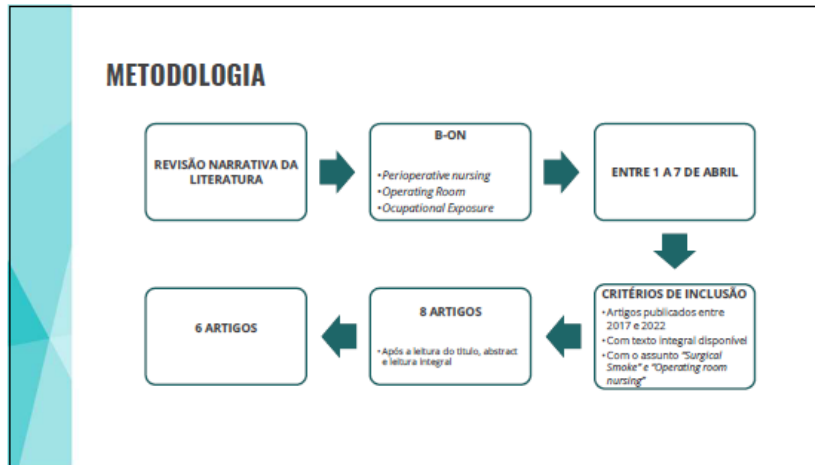 METODOLOGIA
REVISÃO NARRATIVA DA
LITERATURA
B-ON
•Perioperative nursing
•Operating Room
•Ocupational Exposure
ENTRE 1 A 7 DE ABRIL
CRITÉRIOS DE INCLUSÃO
•Artigos publicados entre
2017 e 2022
•Com texto integral disponível
•Com o assunto "Surgical
Smoke" e "Operating room
nursing"
8 ARTIGOS
•Após a leitura do titulo, abstract
e leitura integral
6 ARTIGOS